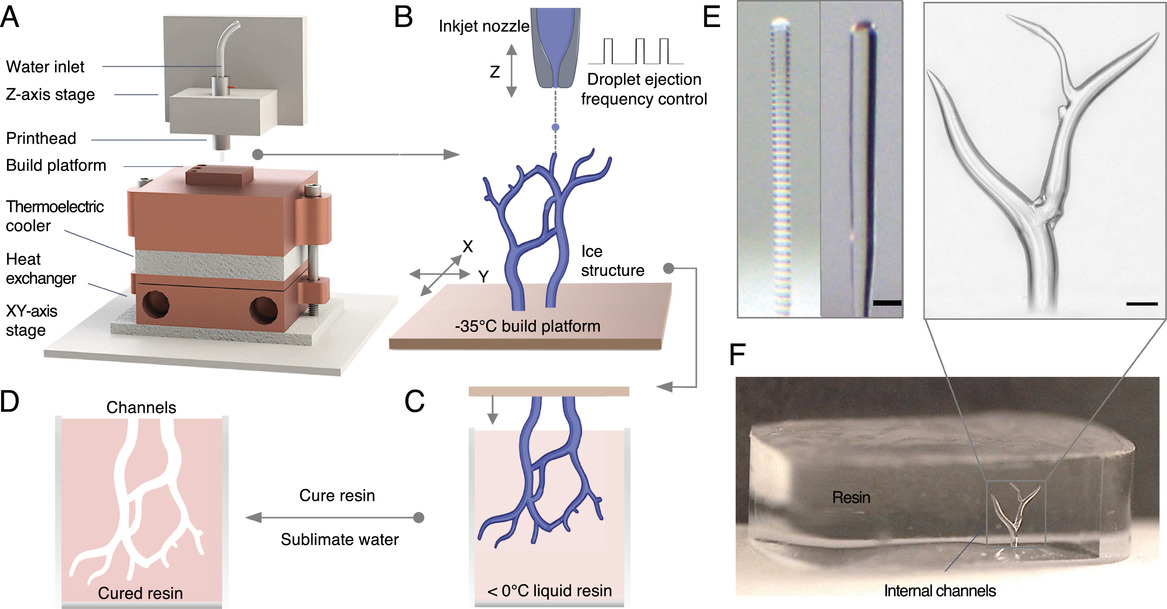 A
Water inlet
Z-axis stage
Printhead
Build platform
Thermoelectric
cooler
Heat
exchanger
XY-axis
stage
B
Inkjet nozzle
Z
Droplet ejection
frequency control
X
Y
Ice
structure
-35°C build platform
E
D
Channels
Cured resin
Cure resin
Sublimate water
C
< 0°C liquid resin
F
Resin
Internal channels